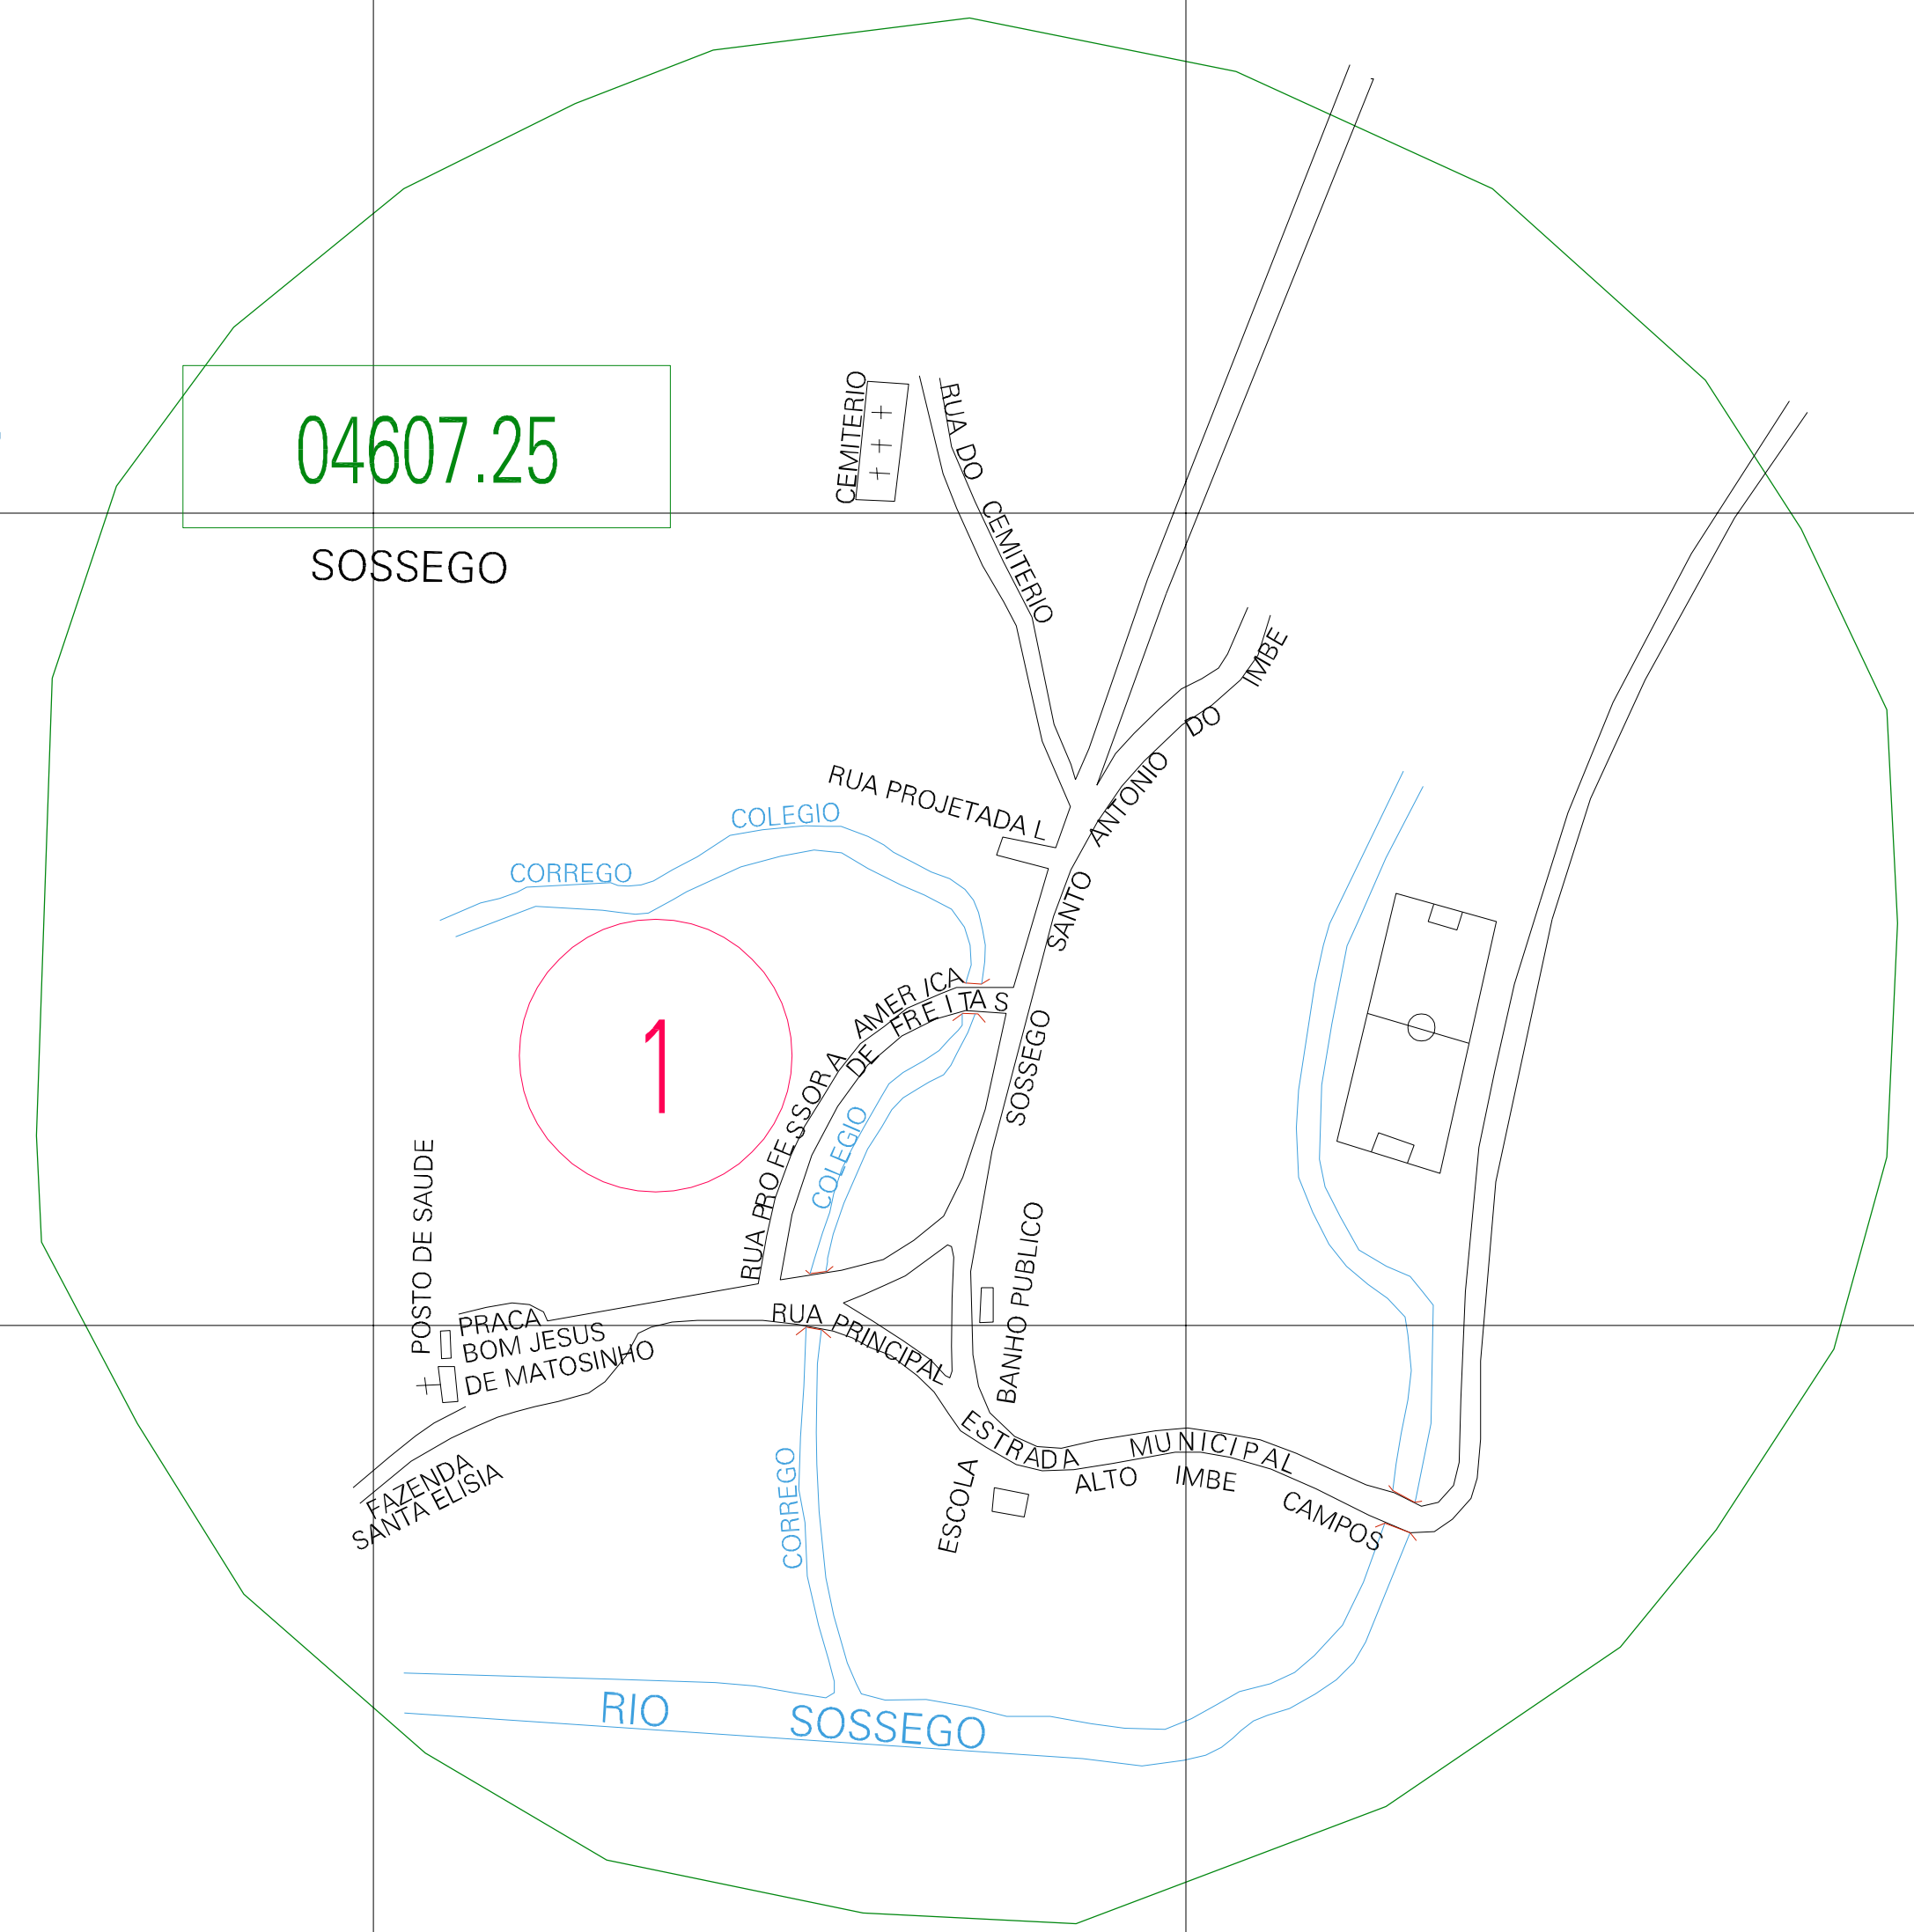 04607.25
SOSSEGO
CEMITERIO
RUA DO CEMITERIO
SANTO ANTONIO DO IMBE
RUA PROJETADA L
COLEGIO
CORREGO
1
RUA PROFESSORA AMERICA
DE FREITAS
COLEGIO
SOSSEGO
POSTO DE SAUDE
PRACA
BOM JESUS
DE MATOSINHO
RUA PRINCIPAL
BANHO PUBLICO
FAZENDA
SANTA ELISIA
CORREGO
ESCOLA
ESTRADA MUNICIPAL
ALTO IMBE CAMPOS
RIO SOSSEGO